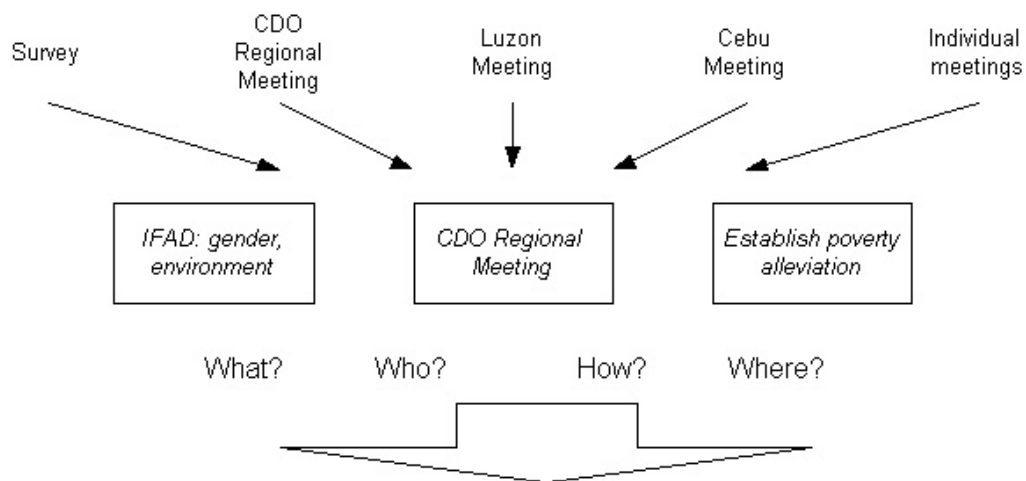 Survey
CDO
Regional
Meeting
Luzon
Meeting
Cebu
Meeting
Individual
meetings
IFAD: gender,
environment
CDO Regional
Meeting
Establish poverty
alleviation
What?
Who?
How?
Where?